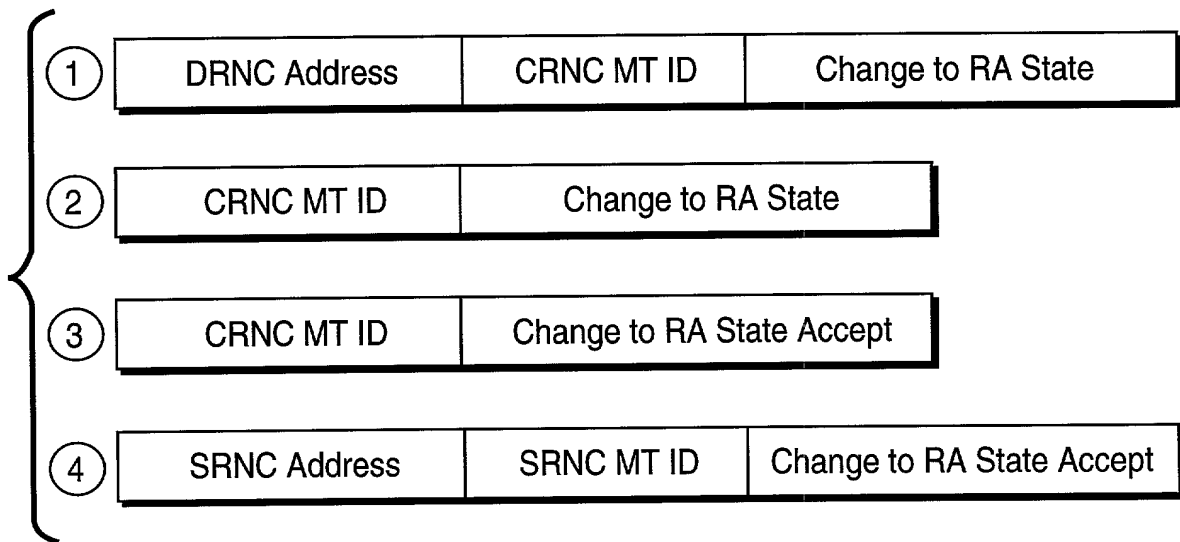 1 DRNC Address CRNC MT ID Change to RA State
2 CRNC MT ID Change to RA State
3 CRNC MT ID Change to RA State Accept
4 SRNC Address SRNC MT ID Change to RA State Accept